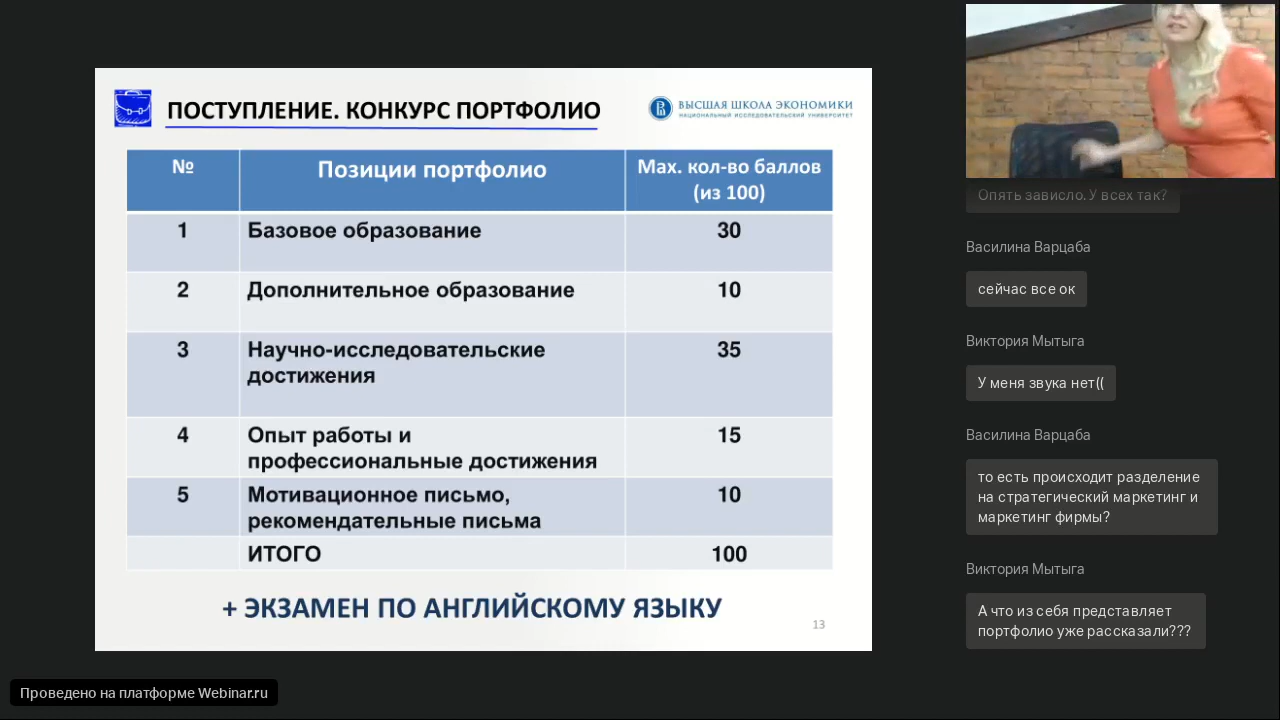 ПОСТУПЛЕНИЕ. КОНКУРС ПОРТФОЛИО
ВЫСШАЯ ШКОЛА ЭКОНОМИКИ
НАЦИОНАЛЬНЫЙ ИССЛЕДОВАТЕЛЬСКИЙ УНИВЕРСИТЕТ
№ Позиции портфолио Мах. кол-во баллов
(из 100)
1 Базовое образование 30
2 Дополнительное образование 10
3 Научно-исследовательские 35
достижения
4 Опыт работы и 15
профессиональные достижения
5 Мотивационное письмо, 10
рекомендательные письма
ИТОГО 100
+ ЭКЗАМЕН ПО АНГЛИЙСКОМУ ЯЗЫКУ
13
Проведено на платформе Webinar.ru
Опять зависло. У всех так?
Василина Варцаба
сейчас все ок
Виктория Мытыга
У меня звука нет((
Василина Варцаба
то есть происходит разделение
на стратегический маркетинг и
маркетинг фирмы?
Виктория Мытыга
А что из себя представляет
портфолио уже рассказали???